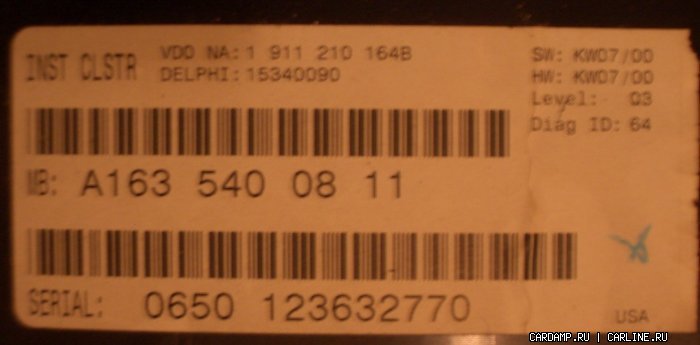 INST CLSTR
VDO NA: 1 911 210 164B
DELPHI: 15340090
SW: KW07/00
HW: KW07/00
Level: 03
Diag ID: 64
MB: A163 540 08 11
SERIAL: 0650 123632770
USA
CARDAMP.RU | CARLINE.RU